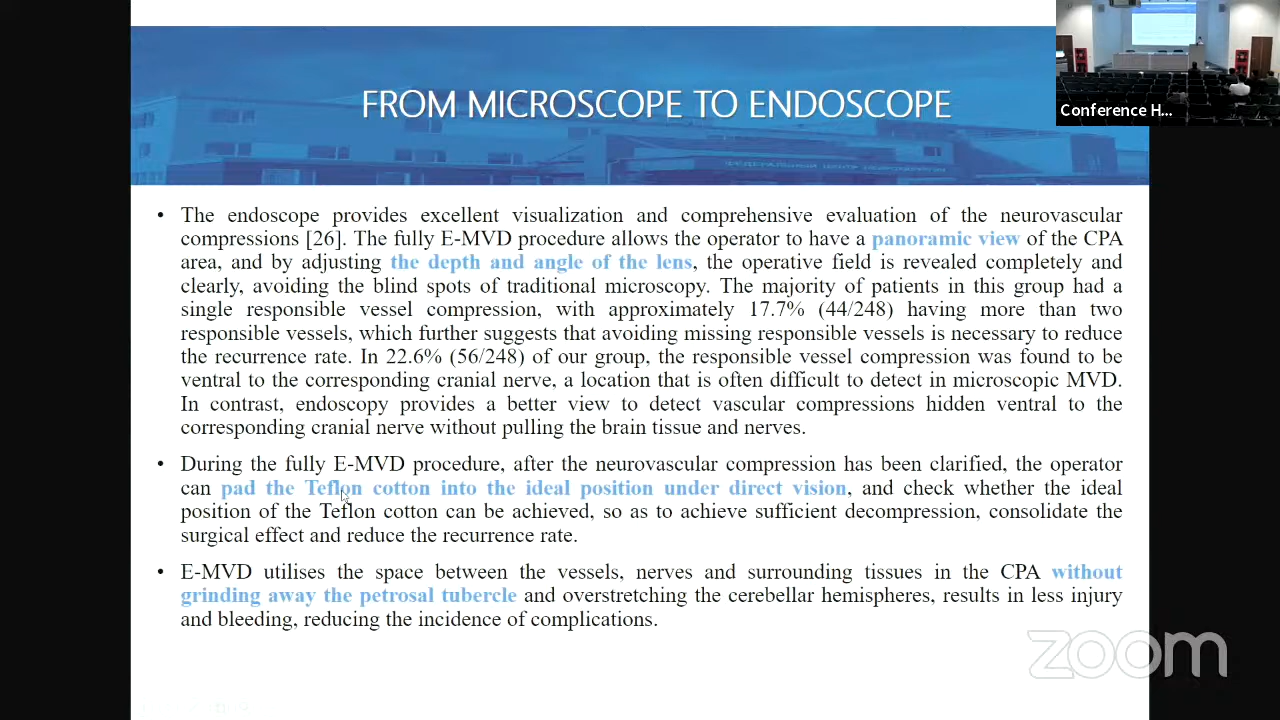 FROM MICROSCOPE TO ENDOSCOPE
Conference H...
• The endoscope provides excellent visualization and comprehensive evaluation of the neurovascular
compressions [26]. The fully E-MVD procedure allows the operator to have a panoramic view of the CPA
area, and by adjusting the depth and angle of the lens, the operative field is revealed completely and
clearly, avoiding the blind spots of traditional microscopy. The majority of patients in this group had a
single responsible vessel compression, with approximately 17.7% (44/248) having more than two
responsible vessels, which further suggests that avoiding missing responsible vessels is necessary to reduce
the recurrence rate. In 22.6% (56/248) of our group, the responsible vessel compression was found to be
ventral to the corresponding cranial nerve, a location that is often difficult to detect in microscopic MVD.
In contrast, endoscopy provides a better view to detect vascular compressions hidden ventral to the
corresponding cranial nerve without pulling the brain tissue and nerves.
• During the fully E-MVD procedure, after the neurovascular compression has been clarified, the operator
can pad the Teflon cotton into the ideal position under direct vision, and check whether the ideal
position of the Teflon cotton can be achieved, so as to achieve sufficient decompression, consolidate the
surgical effect and reduce the recurrence rate.
• E-MVD utilises the space between the vessels, nerves and surrounding tissues in the CPA without
grinding away the petrosal tubercle and overstretching the cerebellar hemispheres, results in less injury
and bleeding, reducing the incidence of complications.
zoom